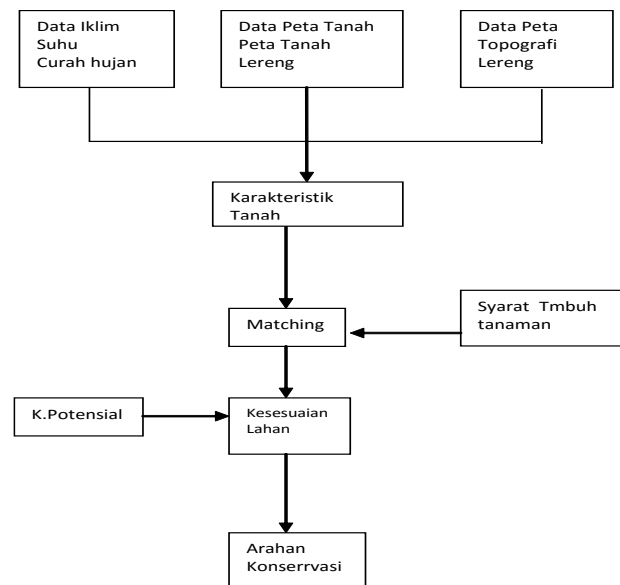 Data Iklim
Suhu
Curah hujan
Data Peta Tanah
Peta Tanah
Lereng
Data Peta
Topografi
Lereng
Karakteristik
Tanah
Matching
Syarat Tmbuh
tanaman
K.Potensial
Kesesuaian
Lahan
Arahan
Konserrvasi